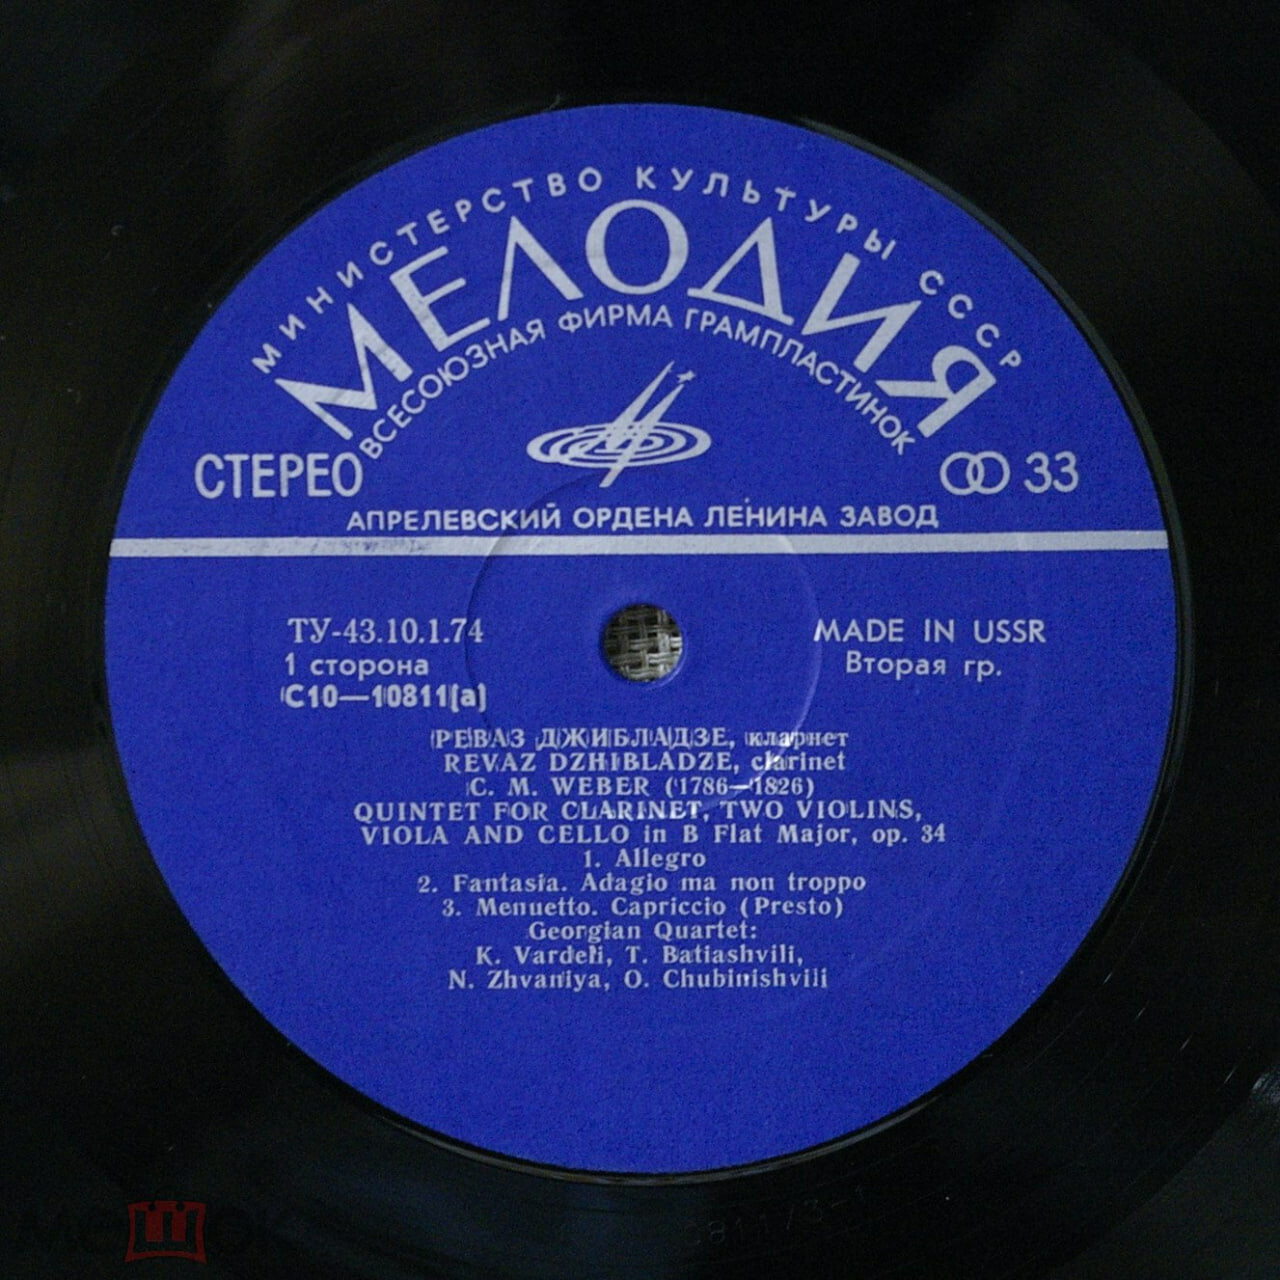 МИНИСТЕРСТВО КУЛЬТУРЫ СССР
МЕЛОДИЯ
ВСЕСОЮЗНАЯ ФИРМА ГРАМПЛАСТИНОК
СТЕРЕО
33
АПРЕЛЕВСКИЙ ОРДЕНА ЛЕНИНА ЗАВОД
ТУ-43.10.1.74
1 сторона
С10—10811(а)
MADE IN USSR
Вторая гр.
РЕВАЗ ДЖИБЛАДЗЕ, кларнет
REVAZ DZHIBLADZE, clarinet
C. M. WEBER (1786—1826)
QUINTET FOR CLARINET, TWO VIOLINS,
VIOLA AND CELLO in B Flat Major, op. 34
1. Allegro
2. Fantasia. Adagio ma non troppo
3. Menuetto. Capriccio (Presto)
Georgian Quartet:
K. Vardeli, T. Batiashvili,
N. Zhvaniya, O. Chubinishvili